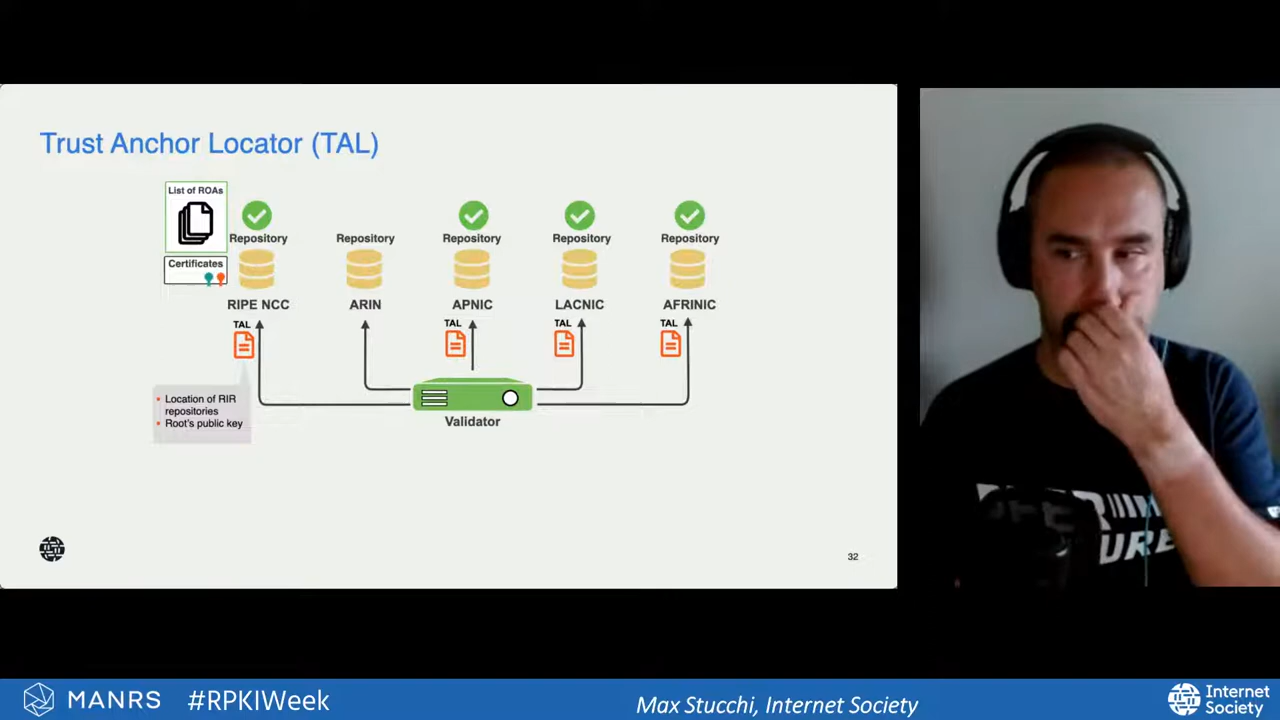 Trust Anchor Locator (TAL)
List of ROAs
Certificates
Repository
Repository
Repository
Repository
Repository
RIPE NCC
ARIN
APNIC
LACNIC
AFRINIC
TAL
TAL
TAL
TAL
Location of RIR
repositories
Root's public key
Validator
32
MANRS
#RPKIWeek
Max Stucchi, Internet Society
Internet
Society